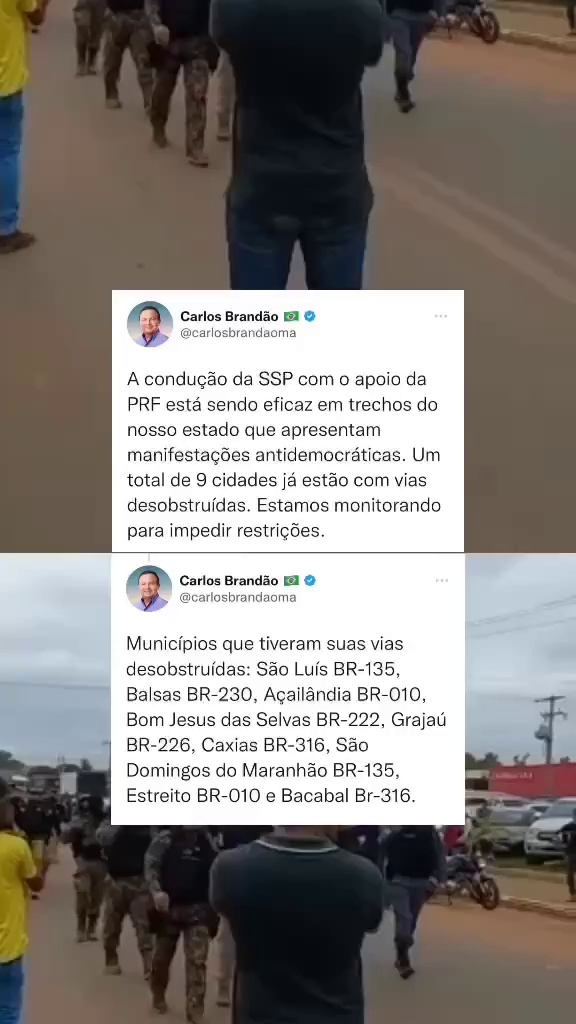 Carlos Brandão
@carlosbrandaoma
A condução da SSP com o apoio da
PRF está sendo eficaz em trechos do
nosso estado que apresentam
manifestações antidemocráticas. Um
total de 9 cidades já estão com vias
desobstruídas. Estamos monitorando
para impedir restrições.
Carlos Brandão
@carlosbrandaoma
Municípios que tiveram suas vias
desobstruídas: São Luís BR-135,
Balsas BR-230, Açailândia BR-010,
Bom Jesus das Selvas BR-222, Grajaú
BR-226, Caxias BR-316, São
Domingos do Maranhão BR-135,
Estreito BR-010 e Bacabal Br-316.